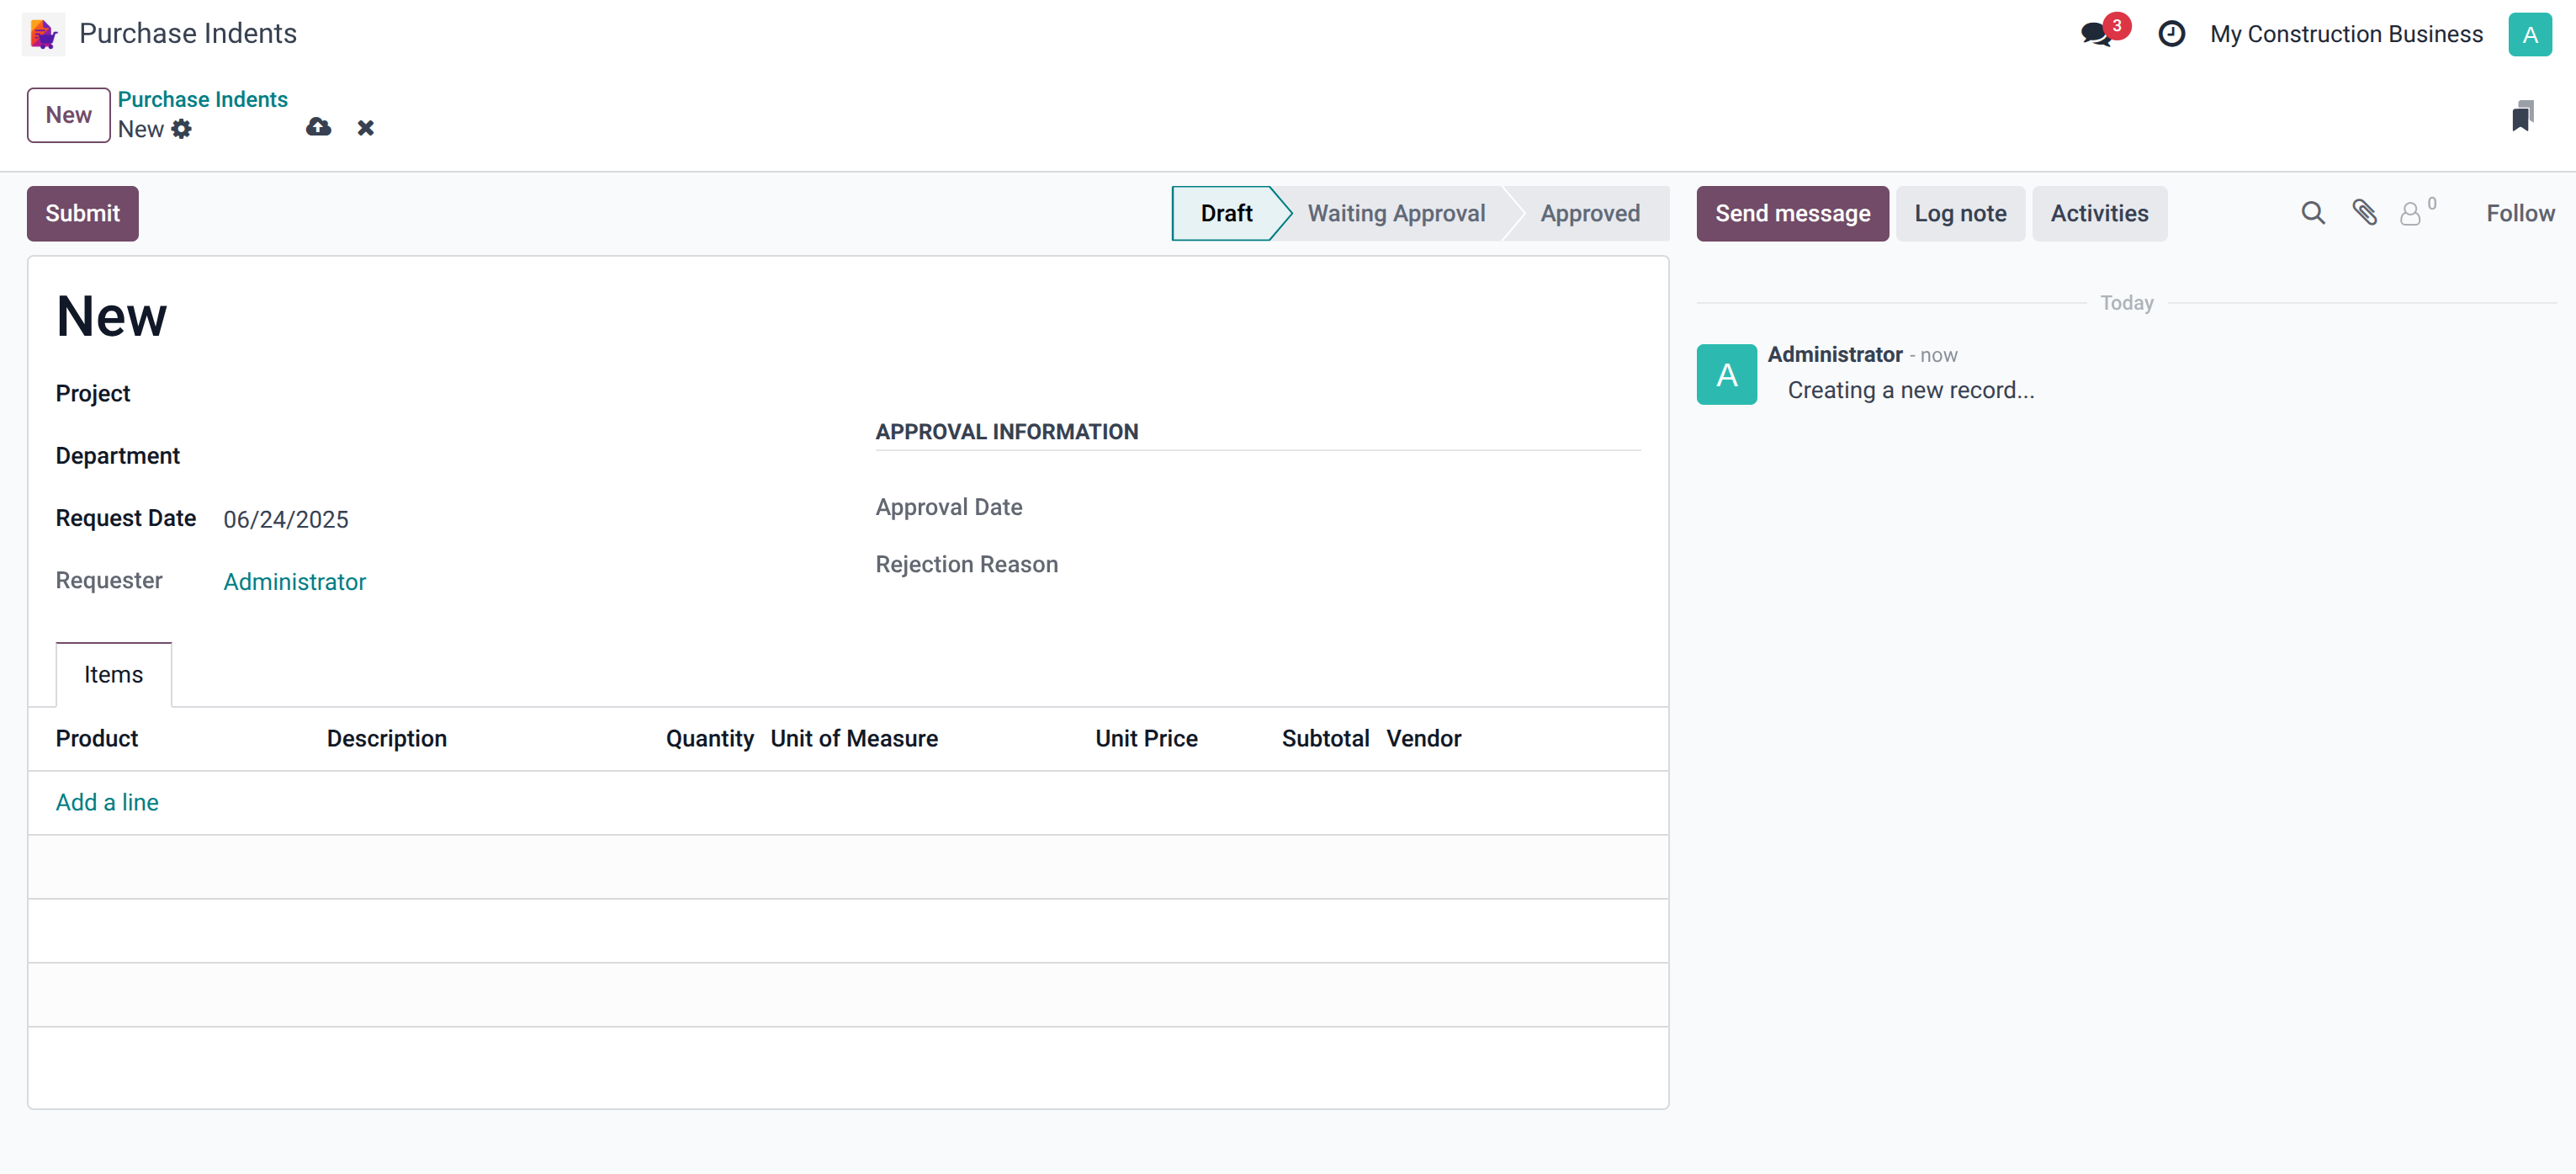 Purchase Indents
3
My Construction Business
A
New
Purchase Indents
New
Submit
Draft
Waiting Approval
Approved
Send message
Log note
Activities
0
Follow
New
Project
Department
Request Date 06/24/2025
Requester Administrator
APPROVAL INFORMATION
Approval Date
Rejection Reason
Items
Product Description Quantity Unit of Measure Unit Price Subtotal Vendor
Add a line
Today
A
Administrator - now
Creating a new record...